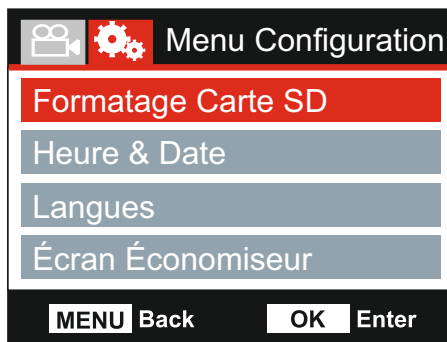 Menu Configuration
Formatage Carte SD
Heure & Date
Langues
Écran Économiseur
MENU Back OK Enter